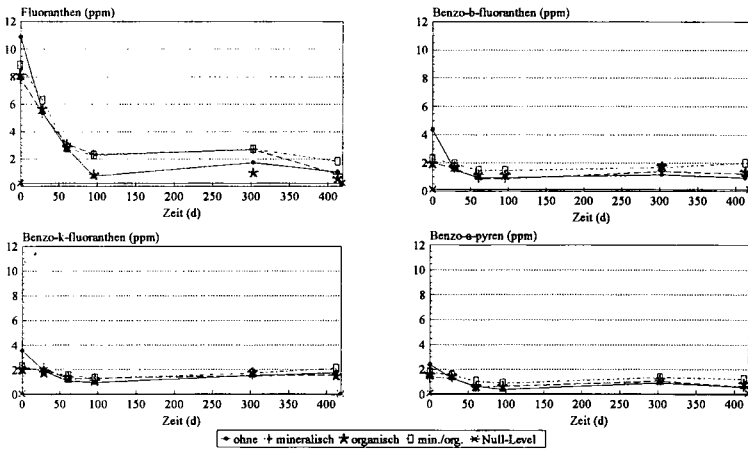 Fluoranthen (ppm)
12
10
8
6
4
2
0
0 50 100 150 200 250 300 350 400
Zeit (d)
Benzo-b-fluoranthen (ppm)
12
10
8
6
4
2
0
0 50 100 150 200 250 300 350 400
Zeit (d)
Benzo-k-fluoranthen (ppm)
12
10
8
6
4
2
0
0 50 100 150 200 250 300 350 400
Zeit (d)
Benzo-a-pyren (ppm)
12
10
8
6
4
2
0
0 50 100 150 200 250 300 350 400
Zeit (d)
ohne mineralisch organisch min./org. Null-Level